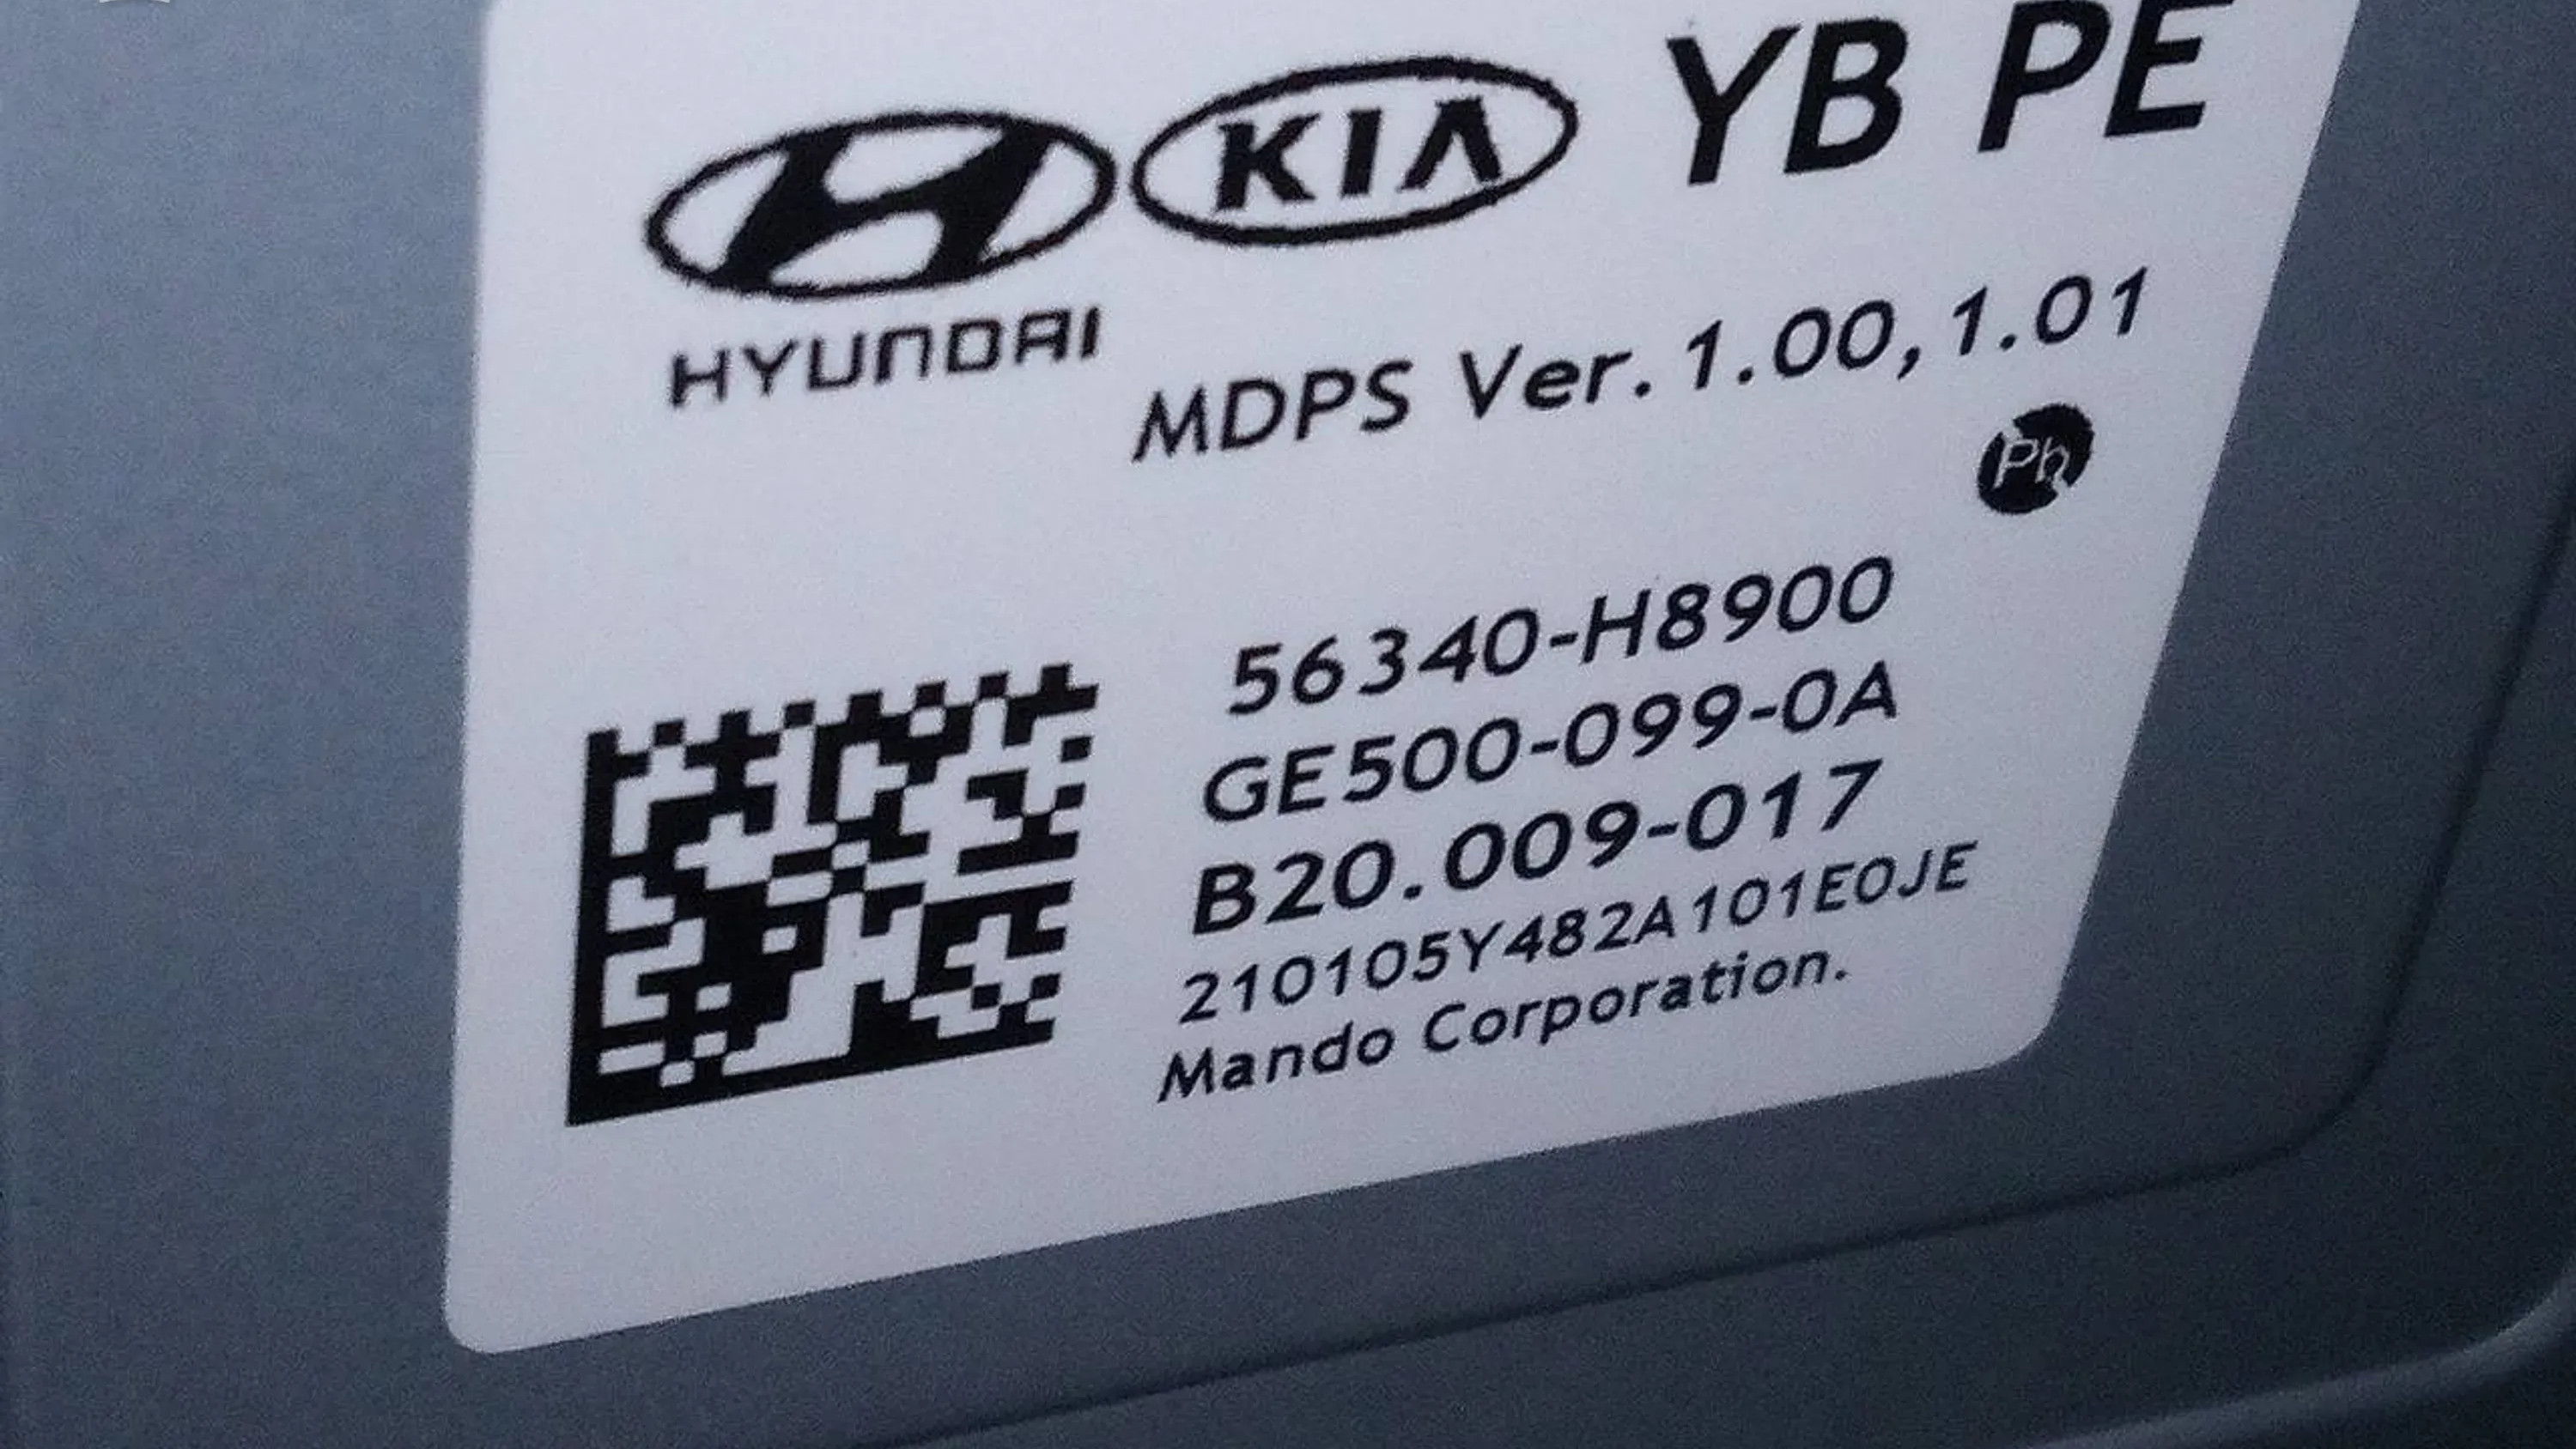 KIA YB PE
HYUNDAI
MDPS Ver.1.00,1.01
Ph
56340-H8900
GE500-099-0A
B20.009-017
210105Y482A101E0JE
Mando Corporation.